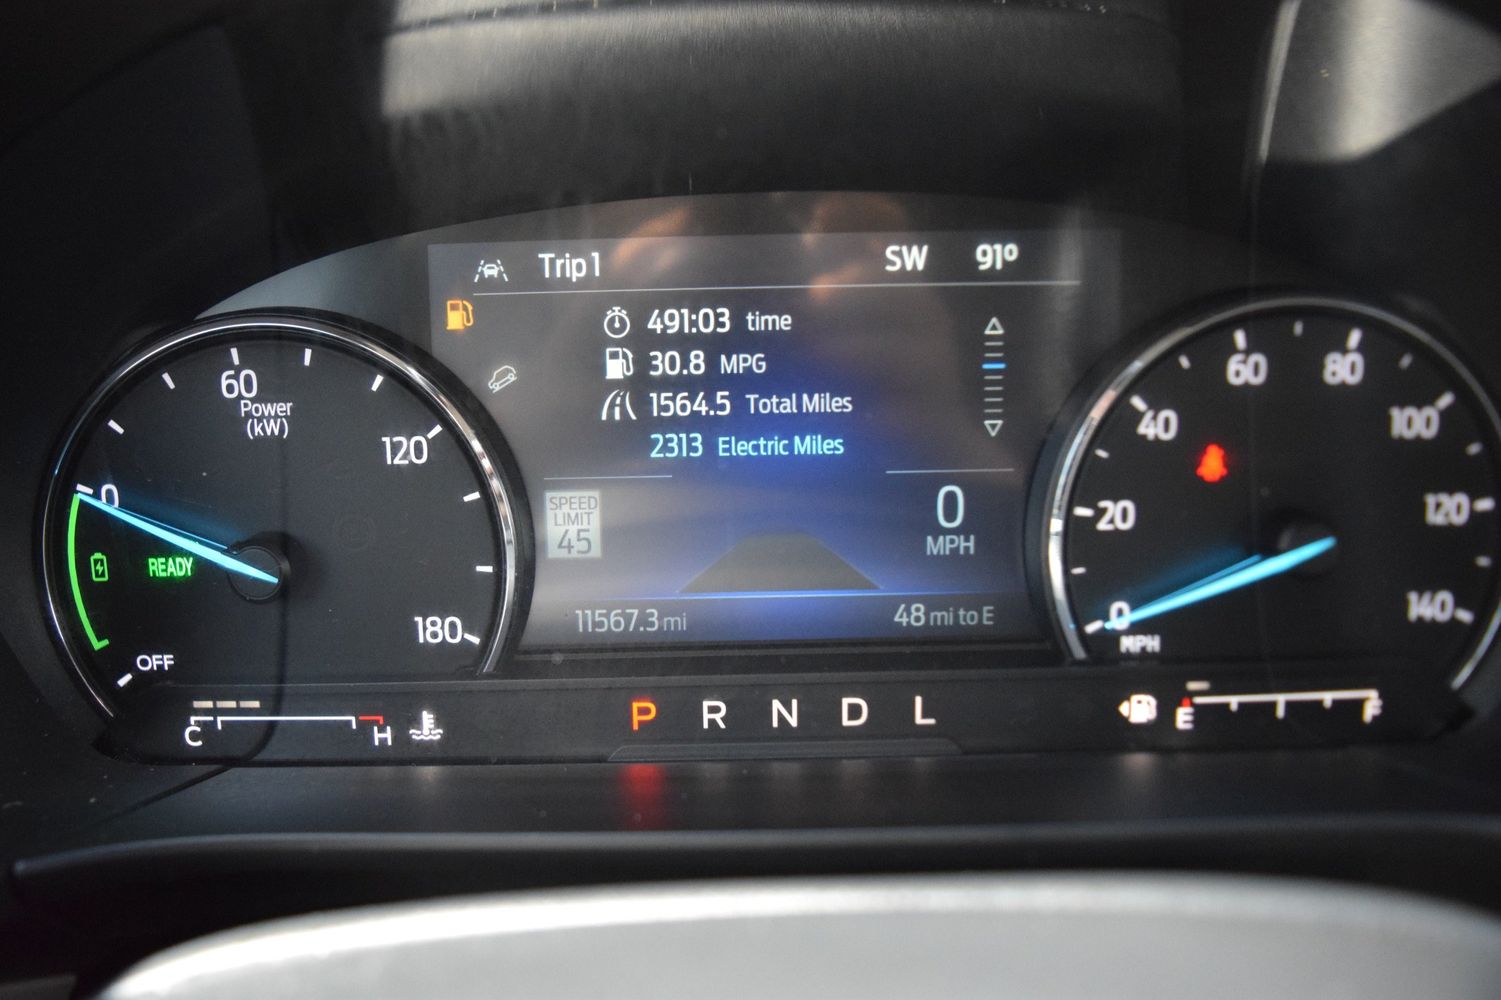 Trip 1 SW 91º
491:03 time
30.8 MPG
1564.5 Total Miles
2313 Electric Miles
SPEED
LIMIT
45
0
MPH
11567.3 mi 48 mi to E
60
Power
(kW)
120
0
READY
180
OFF
C H
60 80
40 100
20 120
0 140
MPH
P R N D L
E F